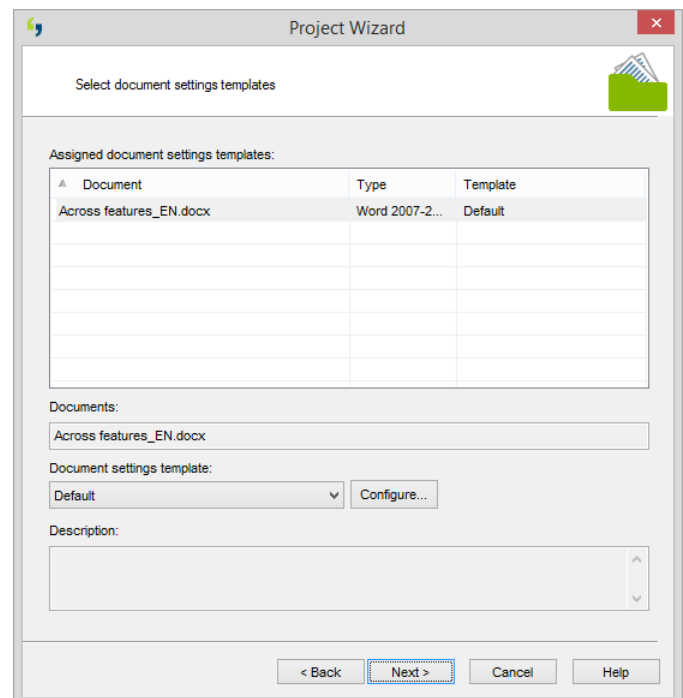 Project Wizard
Select document settings templates
Assigned document settings templates:
Document Type Template
Across features_EN.docx Word 2007-2... Default
Documents:
Across features_EN.docx
Document settings template:
Default Configure...
Description:
< Back Next > Cancel Help